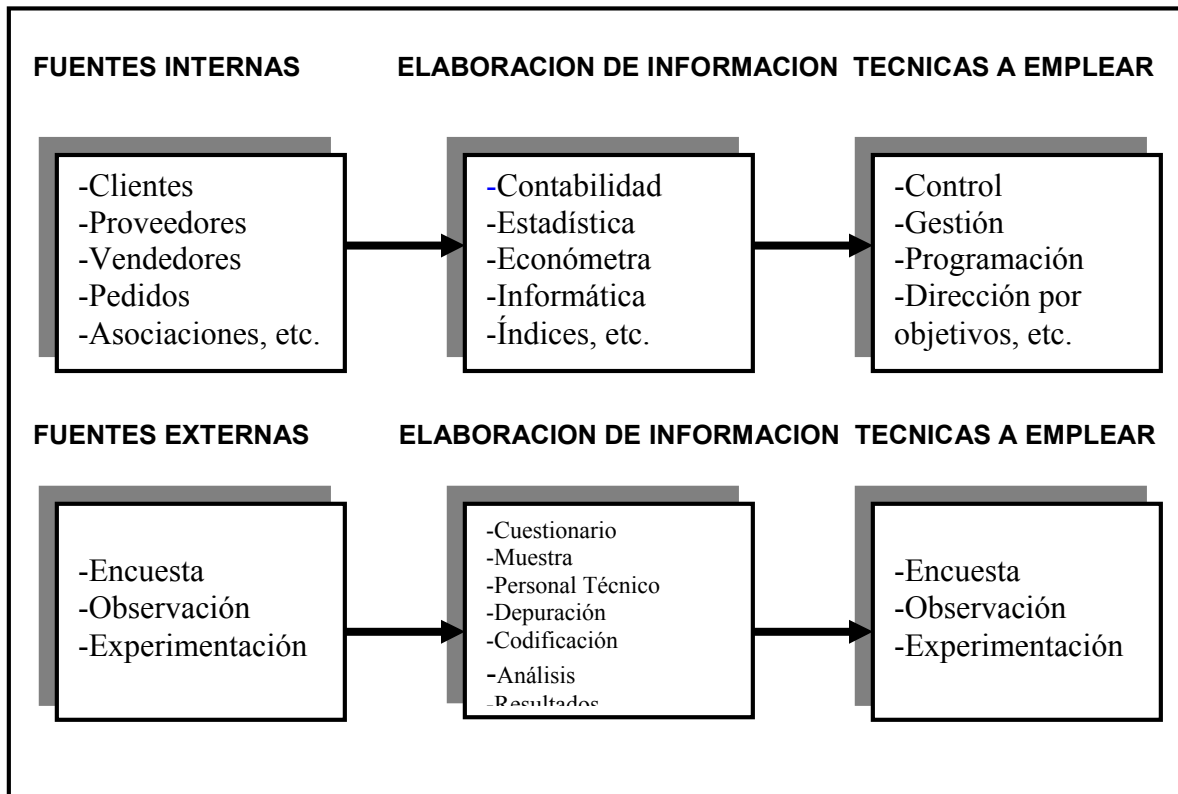 FUENTES INTERNAS
ELABORACION DE INFORMACION
TECNICAS A EMPLEAR
-Clientes
-Proveedores
-Vendedores
-Pedidos
-Asociaciones, etc.
-Contabilidad
-Estadística
-Económetra
-Informática
-Índices, etc.
-Control
-Gestión
-Programación
-Dirección por
objetivos, etc.
FUENTES EXTERNAS
ELABORACION DE INFORMACION
TECNICAS A EMPLEAR
-Encuesta
-Observación
-Experimentación
-Cuestionario
-Muestra
-Personal Técnico
-Depuración
-Codificación
-Análisis
-Resultados
-Encuesta
-Observación
-Experimentación